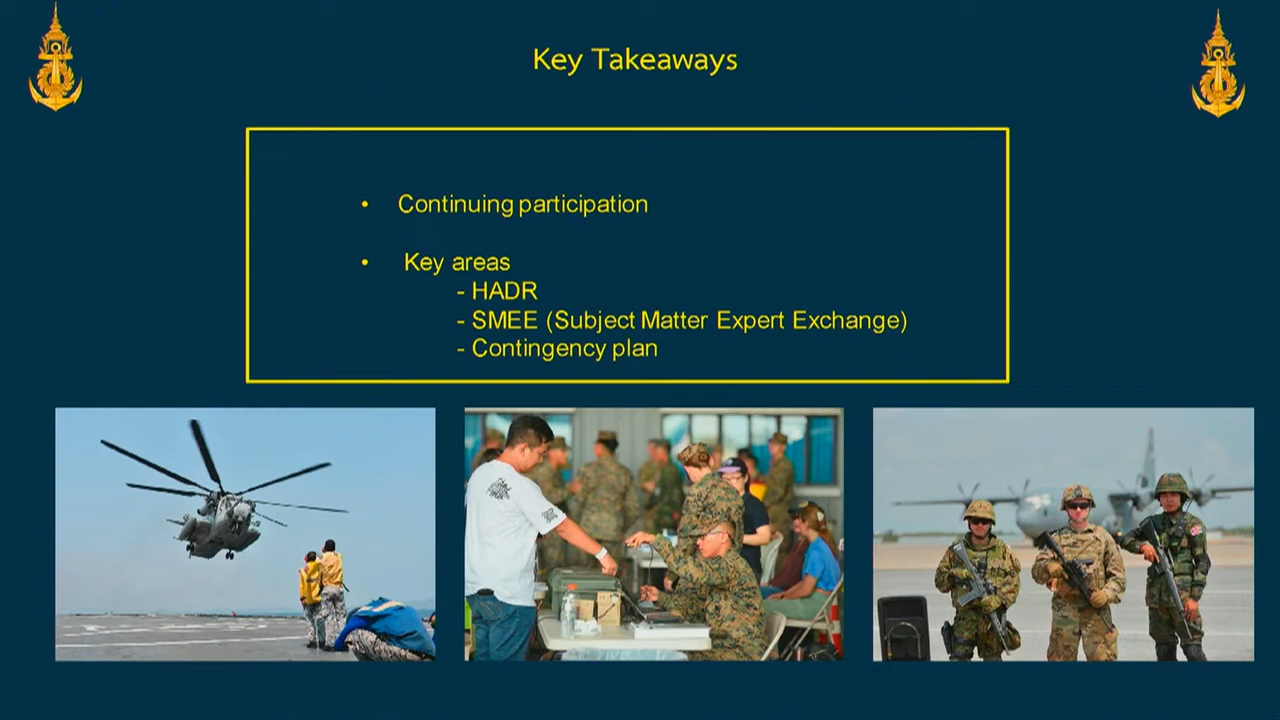 Key Takeaways
• Continuing participation
• Key areas
- HADR
- SMEE (Subject Matter Expert Exchange)
- Contingency plan